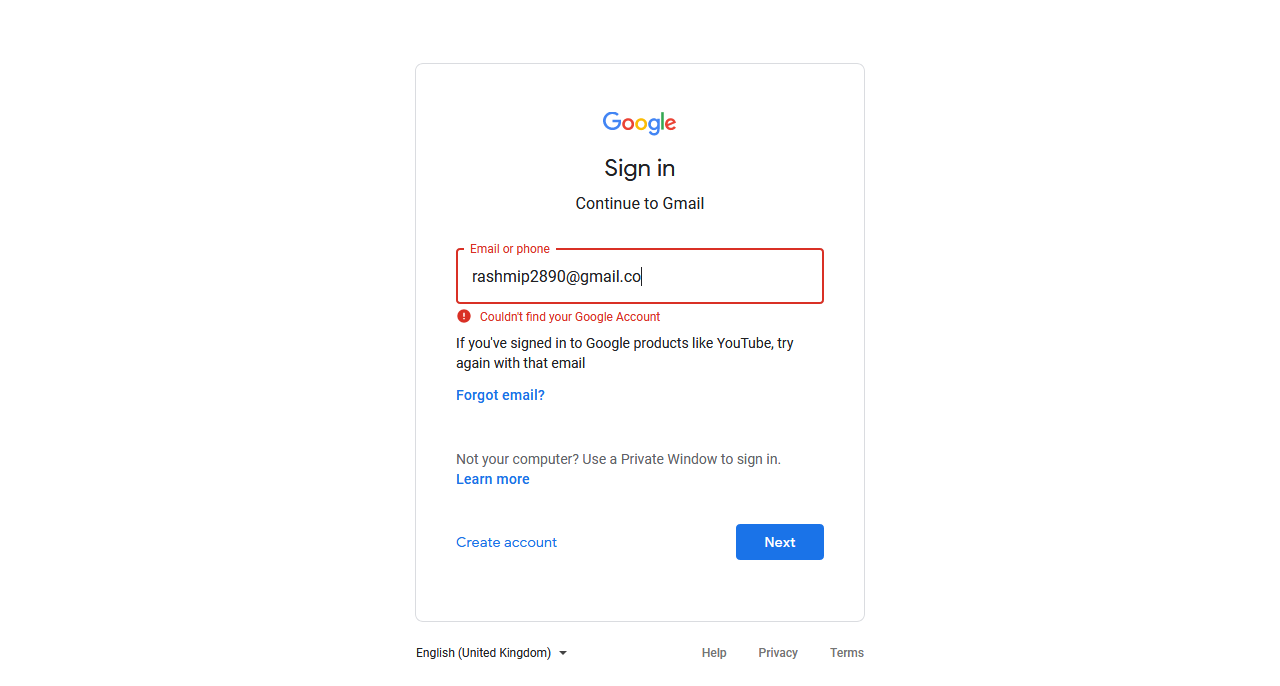 Google
Sign in
Continue to Gmail
Email or phone
rashmip2890@gmail.co
Couldn't find your Google Account
If you've signed in to Google products like YouTube, try
again with that email
Forgot email?
Not your computer? Use a Private Window to sign in.
Learn more
Create account
Next
English (United Kingdom)
Help
Privacy
Terms